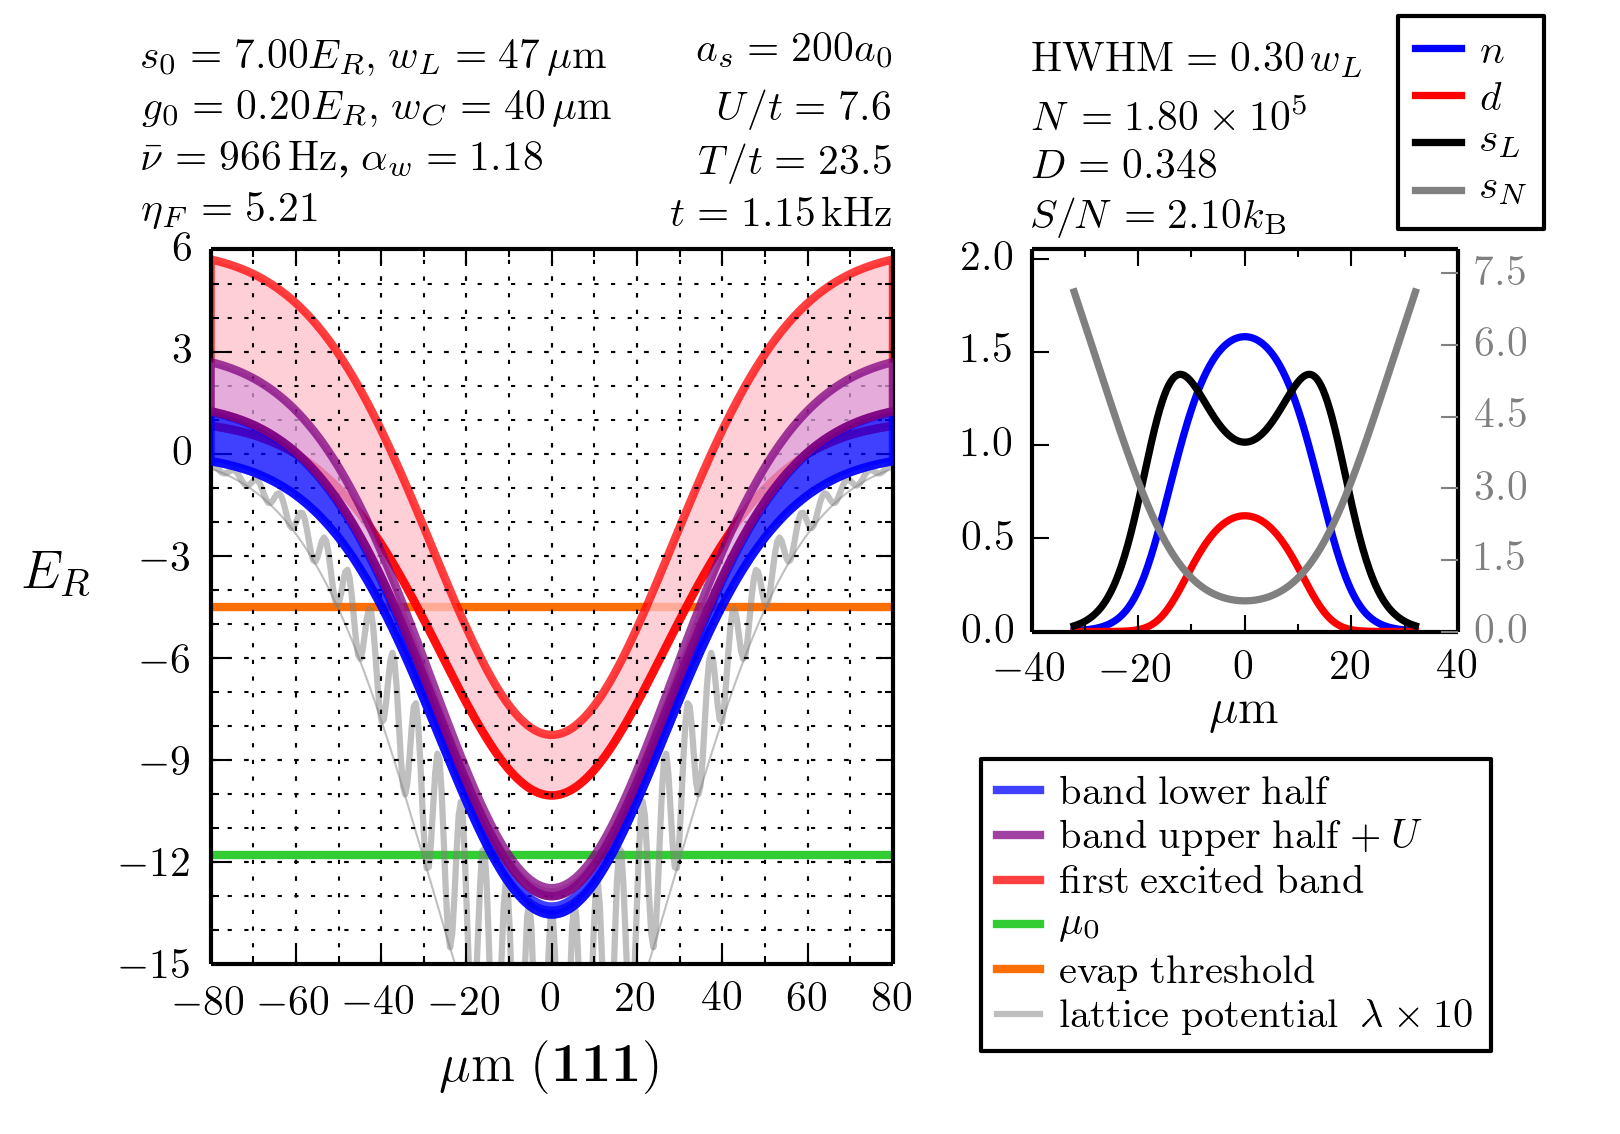 s₀ = 7.00E_R, w_L = 47 μm
g₀ = 0.20E_R, w_C = 40 μm
ν̄ = 966 Hz, α_w = 1.18
η_F = 5.21
a_s = 200a₀
U/t = 7.6
T/t = 23.5
t = 1.15 kHz
HWHM = 0.30 w_L
N = 1.80 × 10⁵
D = 0.348
S/N = 2.10k_B
n
d
s_L
s_N
6
3
0
−3
−6
−9
−12
−15
E_R
−80 −60 −40 −20 0 20 40 60 80
μm (111)
2.0
1.5
1.0
0.5
0.0
7.5
6.0
4.5
3.0
1.5
0.0
−40 −20 0 20 40
μm
band lower half
band upper half + U
first excited band
μ₀
evap threshold
lattice potential λ × 10